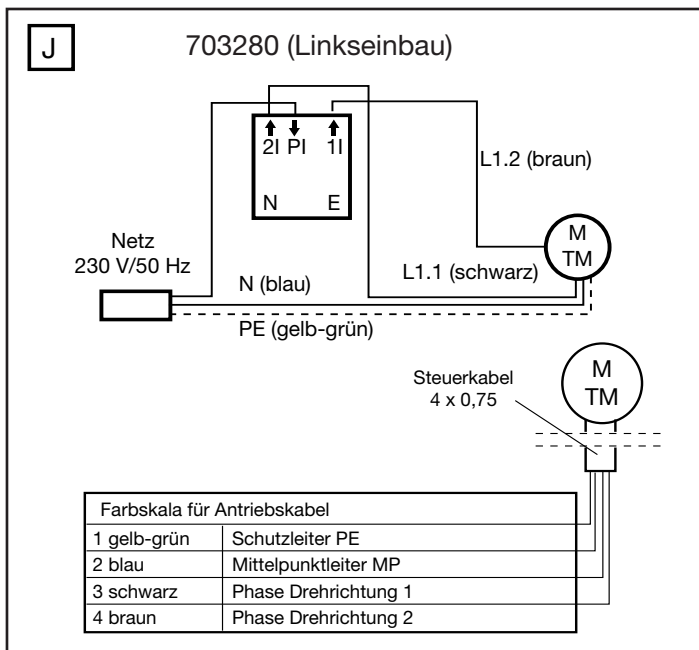 J
703280 (Linkseinbau)
2I PI 1I
N E
L1.2 (braun)
M
TM
Netz
230 V/50 Hz
N (blau)
L1.1 (schwarz)
PE (gelb-grün)
Steuerkabel
4 x 0,75
M
TM
Farbskala für Antriebskabel
1 gelb-grün Schutzleiter PE
2 blau Mittelpunktleiter MP
3 schwarz Phase Drehrichtung 1
4 braun Phase Drehrichtung 2